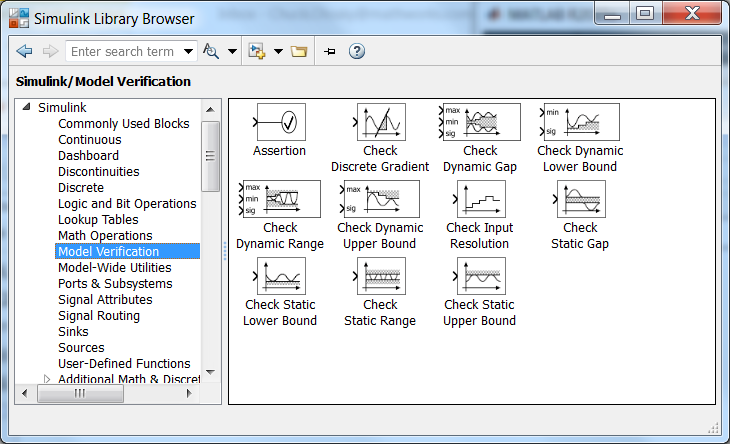 Simulink Library Browser
Enter search term
Simulink/Model Verification
Simulink
Commonly Used Blocks
Continuous
Dashboard
Discontinuities
Discrete
Logic and Bit Operations
Lookup Tables
Math Operations
Model Verification
Model-Wide Utilities
Ports & Subsystems
Signal Attributes
Signal Routing
Sinks
Sources
User-Defined Functions
Additional Math & Discret
Assertion
Check
Discrete Gradient
max
min
sig
Check
Dynamic Gap
min
sig
Check Dynamic
Lower Bound
max
min
sig
Check
Dynamic Range
max
sig
Check Dynamic
Upper Bound
Check Input
Resolution
Check
Static Gap
Check Static
Lower Bound
Check
Static Range
Check Static
Upper Bound